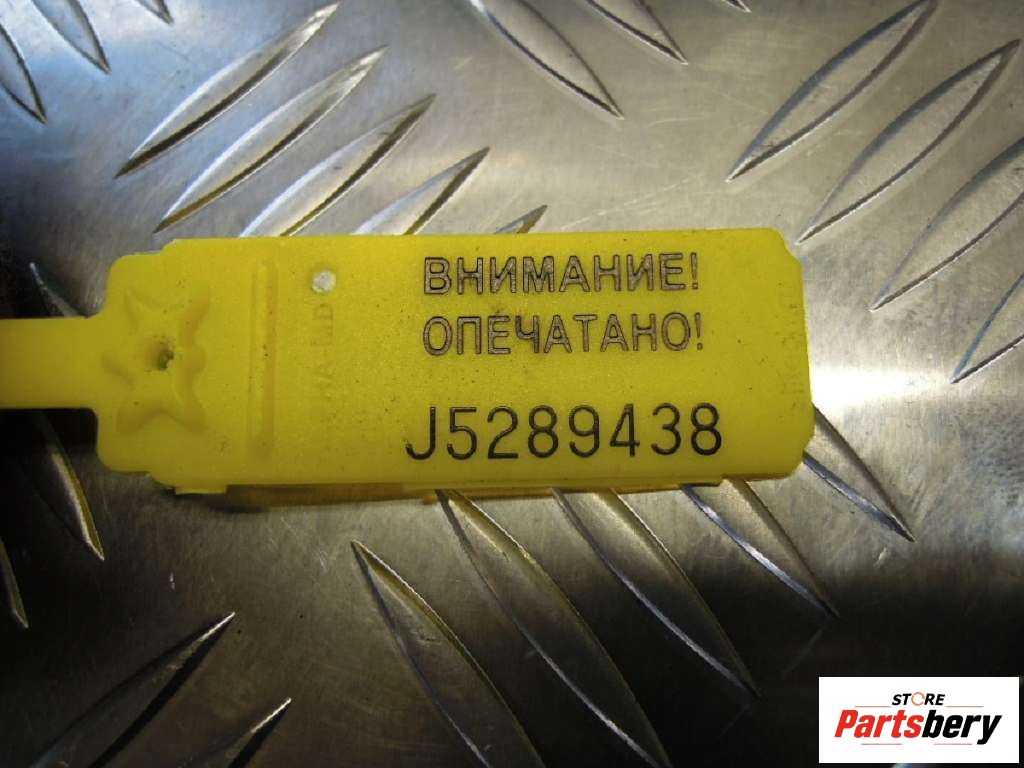 ВНИМАНИЕ!
ОПЕЧАТАНО!
J5289438
STORE
Partsbery